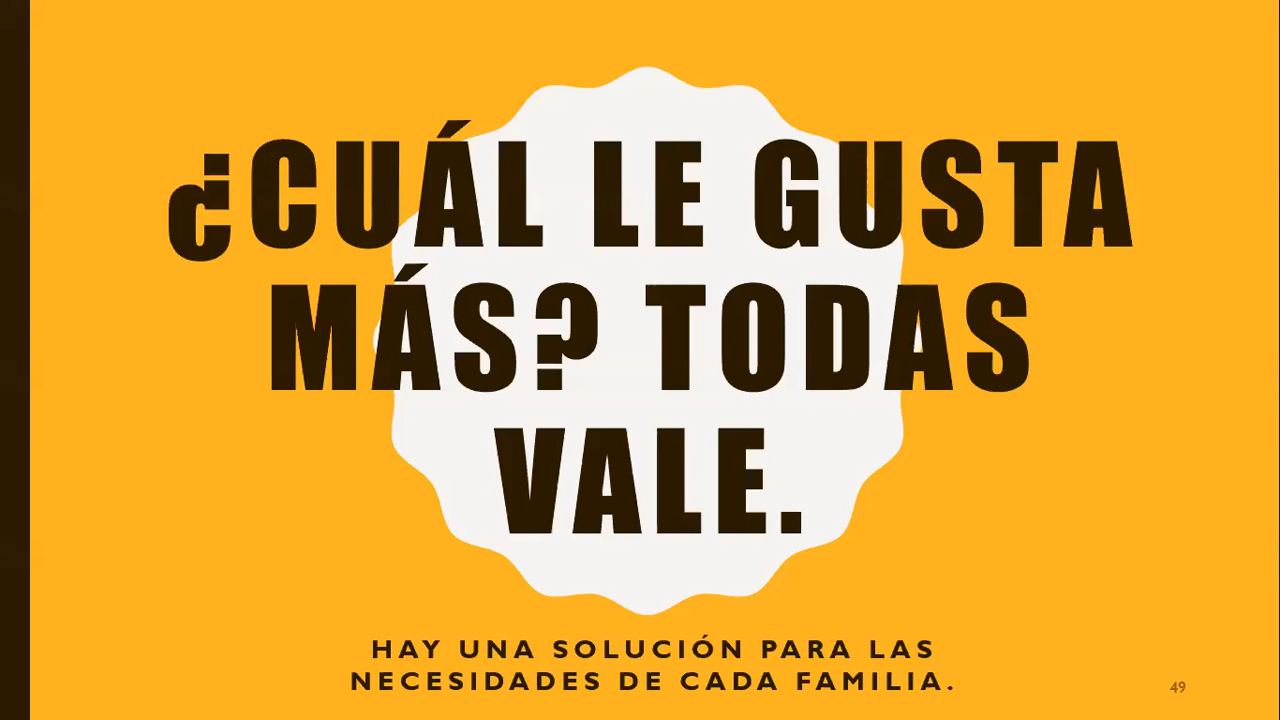 ¿CUÁL LE GUSTA
MÁS? TODAS
VALE.
HAY UNA SOLUCIÓN PARA LAS
NECESIDADES DE CADA FAMILIA.
49